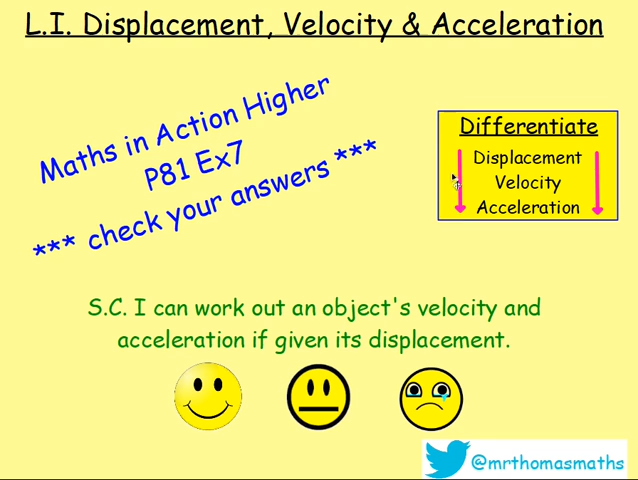 L.I. Displacement, Velocity & Acceleration
Maths in Action Higher
P81 Ex7
*** check your answers ***
Differentiate
Displacement
Velocity
Acceleration
S.C. I can work out an object's velocity and
acceleration if given its displacement.
@mrthomasmaths